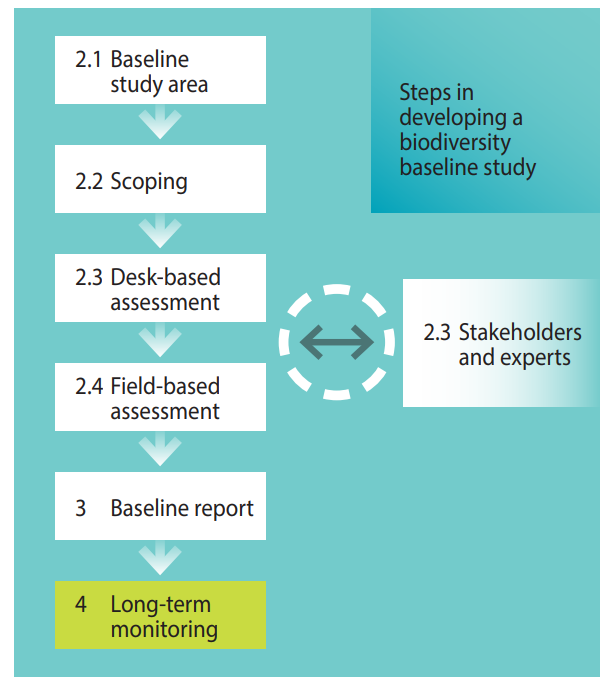 2.1 Baseline
study area
Steps in
developing a
biodiversity
baseline study
2.2 Scoping
2.3 Desk-based
assessment
2.3 Stakeholders
and experts
2.4 Field-based
assessment
3 Baseline report
4 Long-term
monitoring